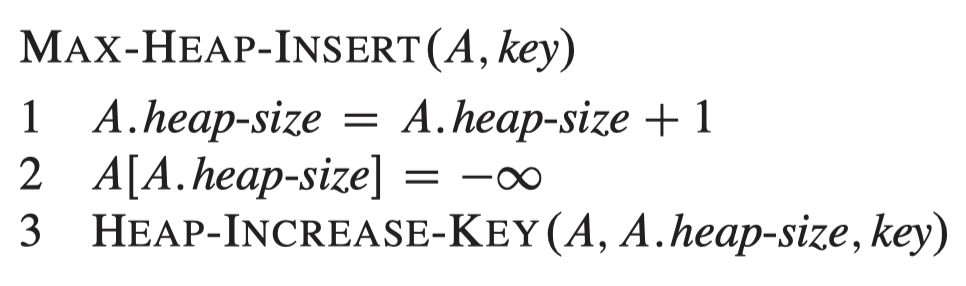 MAX-HEAP-INSERT(A, key)
1 A.heap-size = A.heap-size + 1
2 A[A.heap-size] = −∞
3 HEAP-INCREASE-KEY(A, A.heap-size, key)